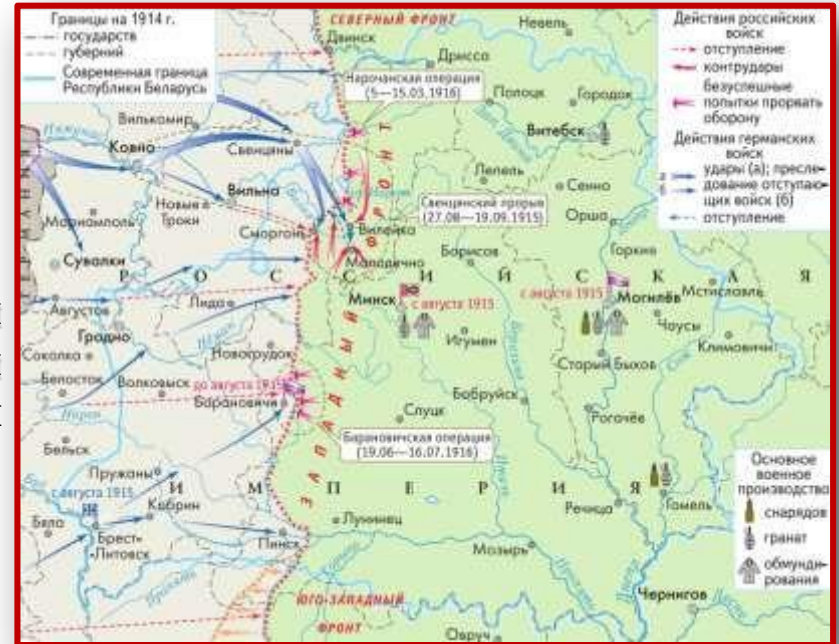 Границы на 1914 г.
государств
губерний
Современная граница
Республики Беларусь
СЕВЕРНЫЙ ФРОНТ
Невель
Двинск
Дрисса
Нарочанская операция
(5—15.03.1916)
Полоцк
Городок
Витебск
Вилькомир
Ковно
Свенцяны
Лепель
Сенно
Вильна
Новые
Троки
Свенцянский прорыв
(27.08—19.09.1915)
Орша
Мариамполь
Сморгонь
Вилейка
Борисов
Горки
Сувалки
Молодечно
РОССИЙСКАЯ
Минск
с августа 1915
с августа 1915
Могилёв
Мстиславль
Августов
Лида
Гродно
Игумен
Чаусы
Климовичи
Соколка
Новогрудок
Старый Быхов
Белосток
Волковыск
до августа 1915
Барановичи
Бобруйск
Слуцк
Рогачёв
Бельск
Барановичская операция
(19.06—16.07.1916)
ЗАПАДНЫЙ ФРОНТ
Пружаны
ИМПЕРИЯ
с августа 1915
Кобрин
Бяла
Брест-
-Литовск
Пинск
Лунинец
Речица
Гомель
Мозырь
Чернигов
ЮГО-ЗАПАДНЫЙ
ФРОНТ
Овруч
Действия российских
войск
отступление
контрудары
безуспешные
попытки прорвать
оборону
Действия германских
войск
удары (а); пресле-
дование отступаю-
щих войск (б)
отступление
Основное
военное
производство
снарядов
гранат
обмунди-
рования